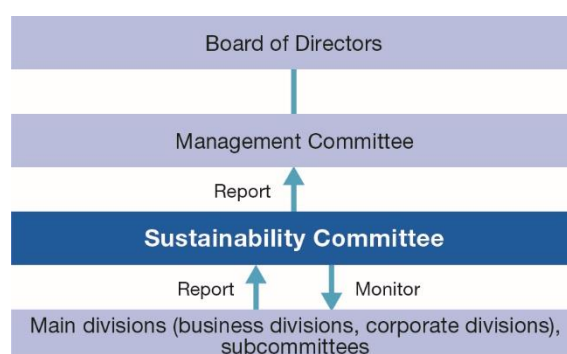 Board of Directors
Management Committee
Report
Sustainability Committee
Report Monitor
Main divisions (business divisions, corporate divisions),
subcommittees